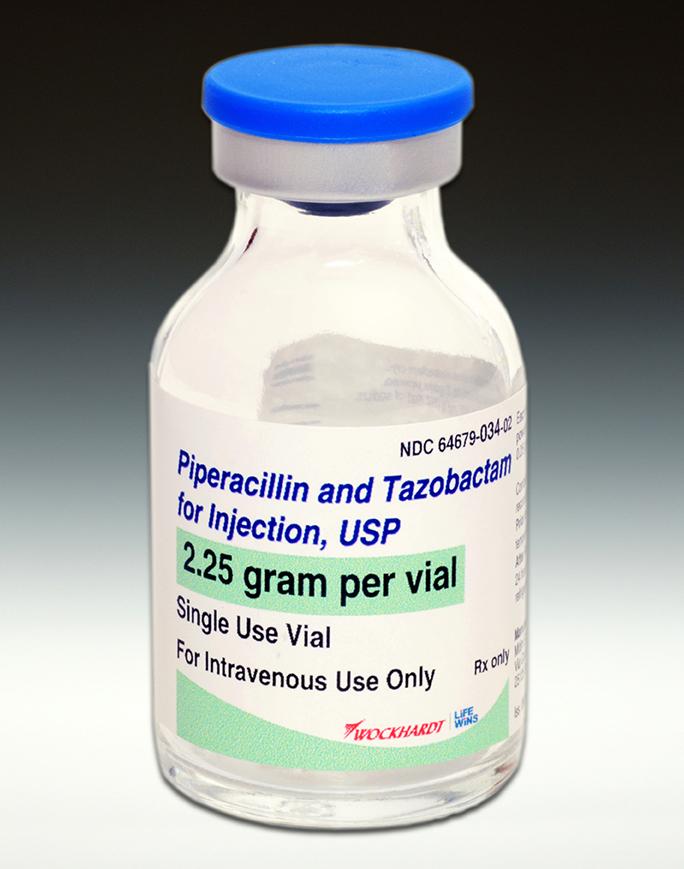 NDC 64679-034-02
Piperacillin and Tazobactam
for Injection, USP
2.25 gram per vial
Single Use Vial
For Intravenous Use Only
Rx only
WOCKHARDT
LiFE
WiNS